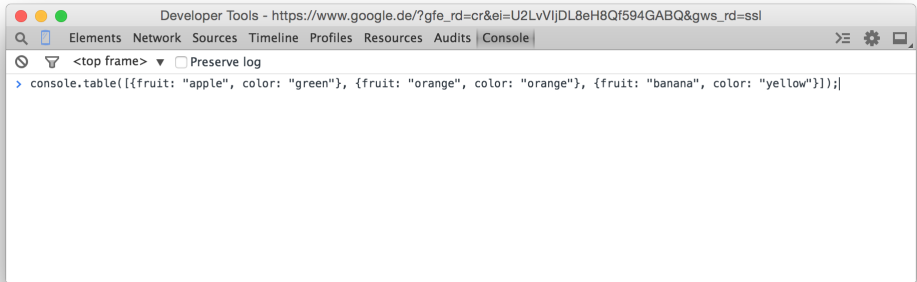 Developer Tools - https://www.google.de/?gfe_rd=cr&ei=U2LvVIjDL8eH8Qf594GABQ&gws_rd=ssl
Elements Network Sources Timeline Profiles Resources Audits Console
<top frame> ▼ Preserve log
> console.table([{fruit: "apple", color: "green"}, {fruit: "orange", color: "orange"}, {fruit: "banana", color: "yellow"}]);